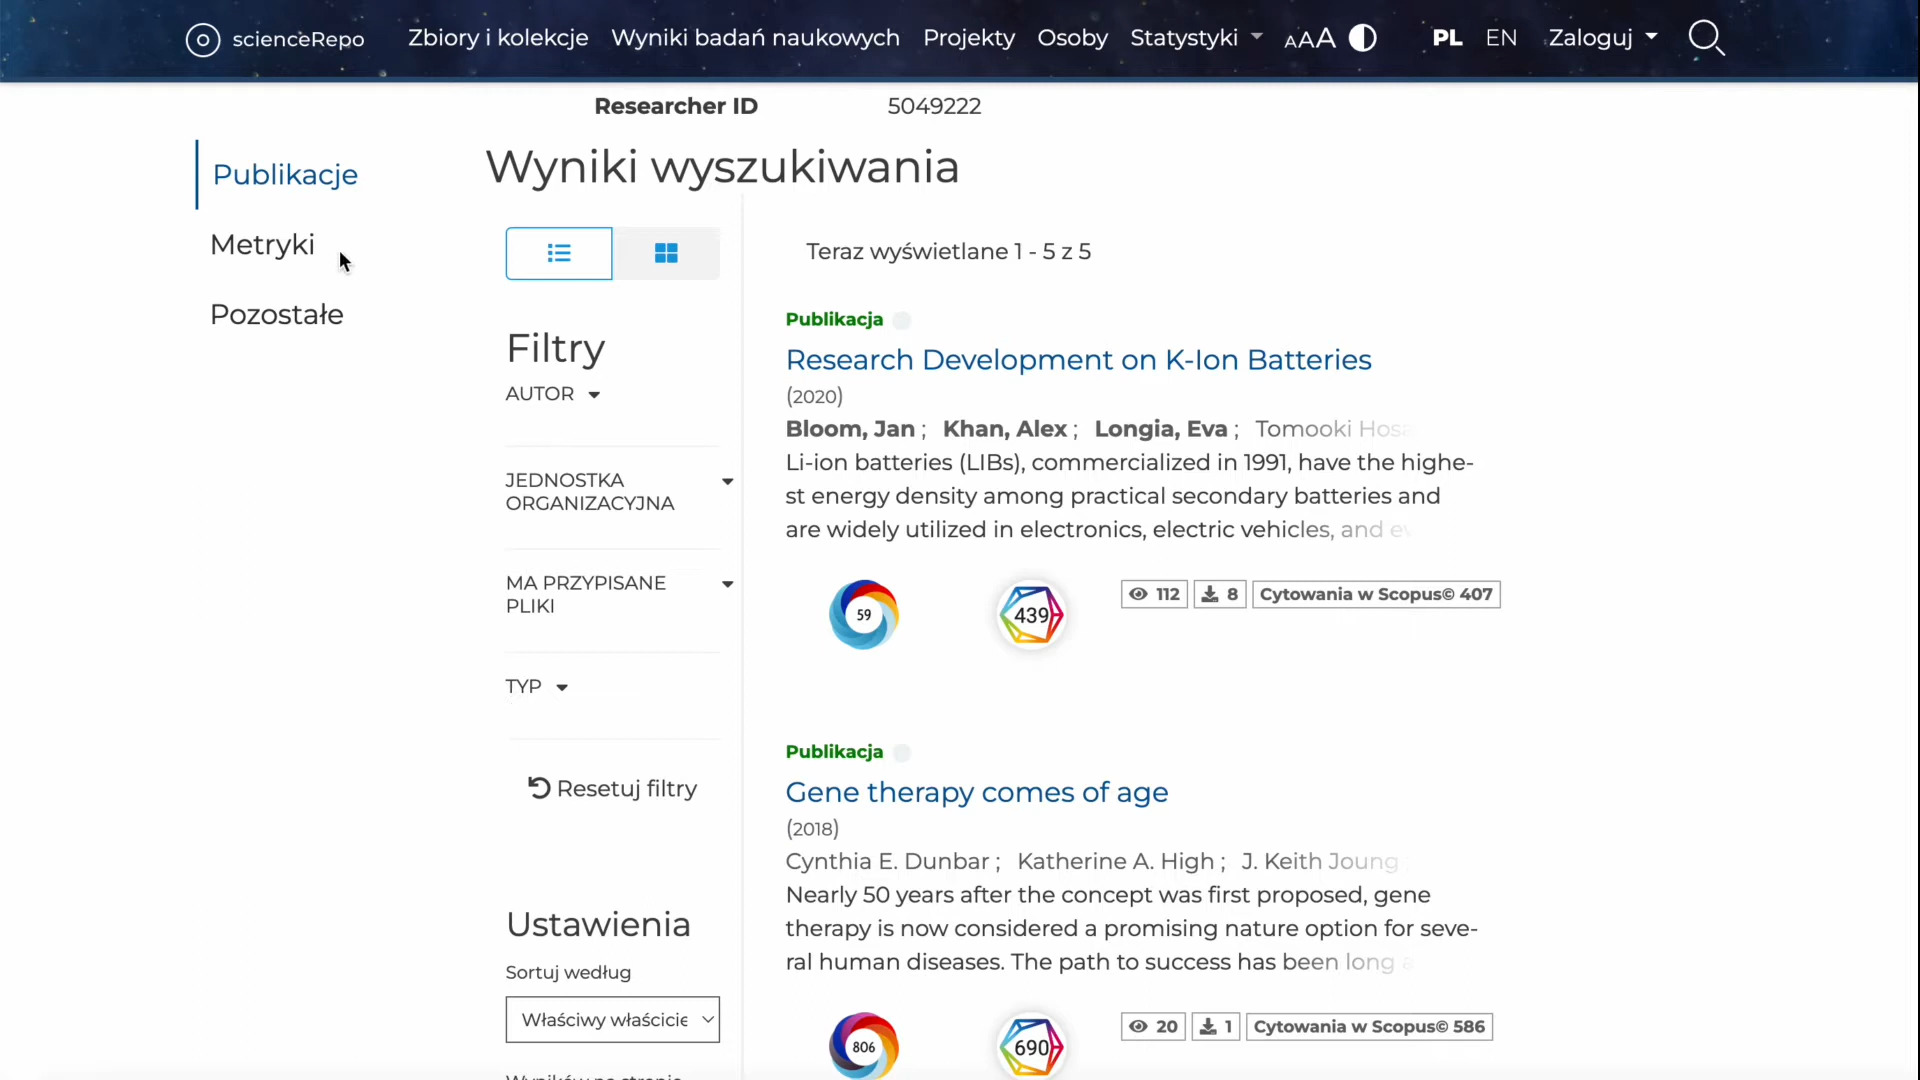 scienceRepo
Zbiory i kolekcje
Wyniki badań naukowych
Projekty
Osoby
Statystyki
AAA
PL
EN
Zaloguj
Researcher ID 5049222
Publikacje
Metryki
Pozostałe
Wyniki wyszukiwania
Filtry
AUTOR
JEDNOSTKA
ORGANIZACYJNA
MA PRZYPISANE
PLIKI
TYP
Resetuj filtry
Ustawienia
Sortuj według
Właściwy właścicie
Teraz wyświetlane 1 - 5 z 5
Publikacja
Research Development on K-Ion Batteries
(2020)
Bloom, Jan ; Khan, Alex ; Longia, Eva ; Tomooki
Li-ion batteries (LIBs), commercialized in 1991, have the highe-
st energy density among practical secondary batteries and
are widely utilized in electronics, electric vehicles, and
59
439
112
8
Cytowania w Scopus© 407
Publikacja
Gene therapy comes of age
(2018)
Cynthia E. Dunbar ; Katherine A. High ; J. Keith Joung
Nearly 50 years after the concept was first proposed, gene
therapy is now considered a promising nature option for seve-
ral human diseases. The path to success has been long
806
690
20
1
Cytowania w Scopus© 586